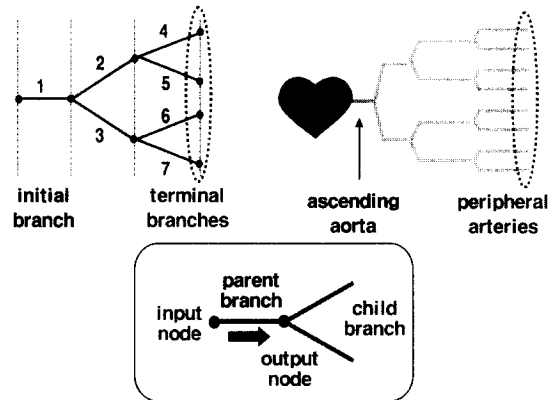 1
2
3
4
5
6
7
initial
branch
terminal
branches
ascending
aorta
peripheral
arteries
parent
branch
input
node
output
node
child
branch